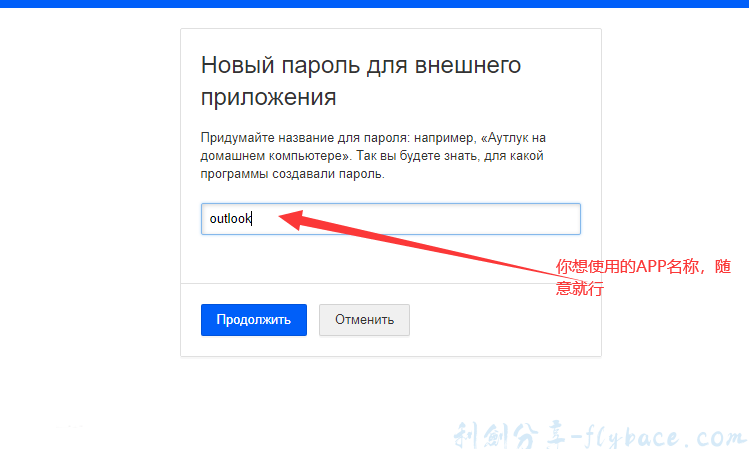 Новый пароль для внешнего
приложения
Придумайте название для пароля: например, «Аутлук на
домашнем компьютере». Так вы будете знать, для какой
программы создавали пароль.
outlook
你想使用的APP名称，随
意就行
Продолжить
Отменить
利剑分享-flybace.com